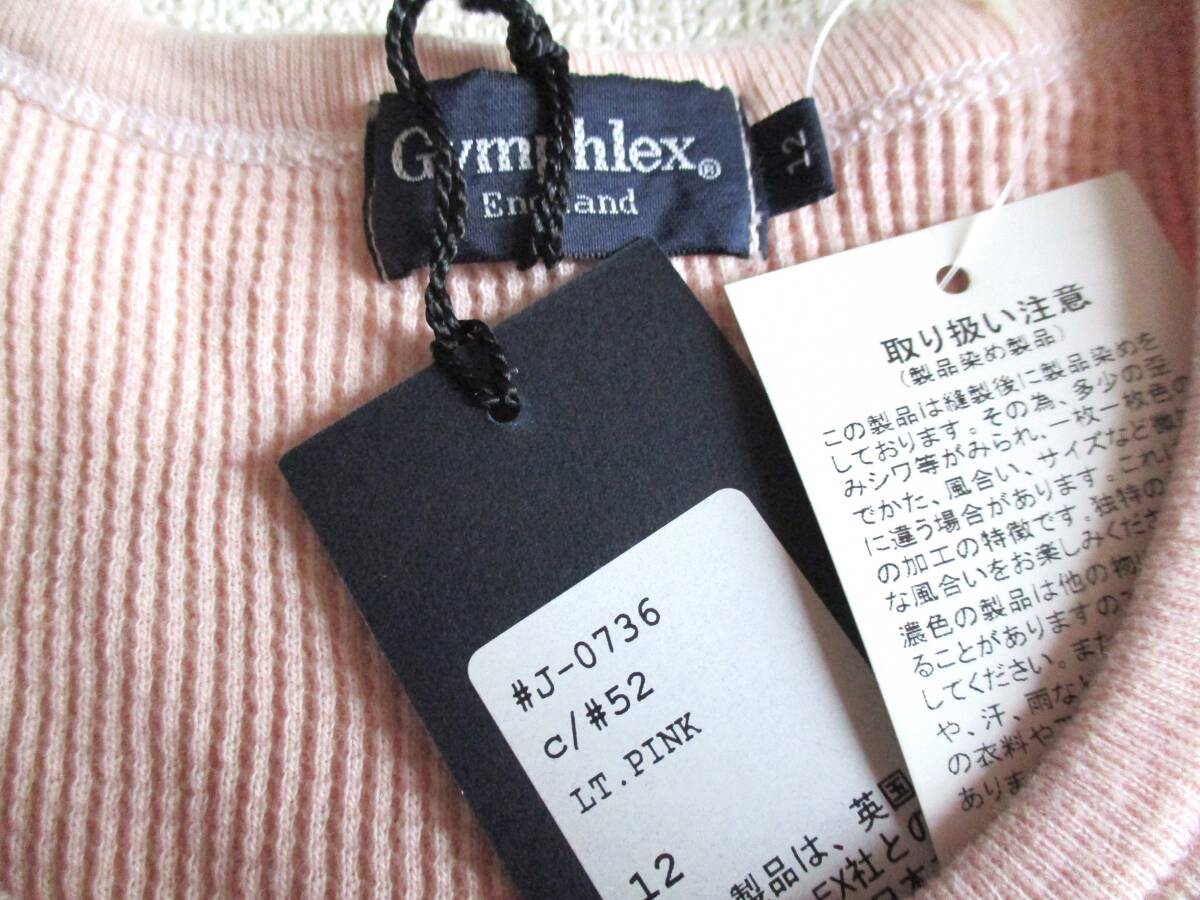 Gymphlex®
England
12
取り扱い注意
（製品染め製品）
この製品は縫製後に製品染めを
しております。その為、多少の歪
みシワ等がみられ、一枚一枚色の
でかた、風合い、サイズなど微
に違う場合があります。これ
の加工の特徴です。独特の
な風合いをお楽しみくださ
濃色の製品は他の物
ることがありますので
してください。また
や、汗、雨など
の衣料や
ありま
#J-0736
c/#52
LT.PINK
12
製品は、英国
EX社との
日本